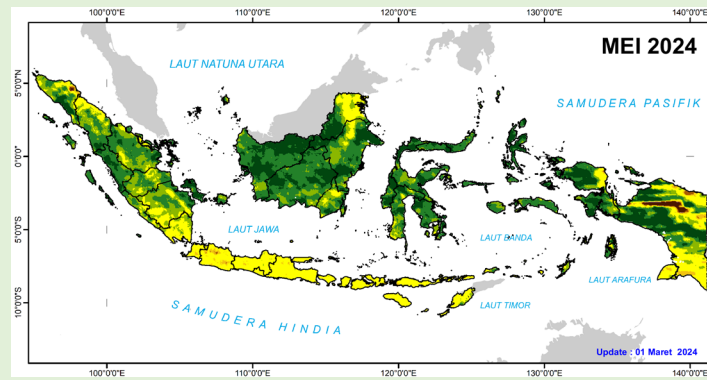 100°0'0"E 110°0'0"E 120°0'0"E 130°0'0"E 140°0'0"E
MEI 2024
LAUT NATUNA UTARA
5°0'0"N
SAMUDERA PASIFIK
0°0'0"
LAUT JAWA
LAUT BANDA
5°0'0"S
LAUT ARAFURA
SAMUDERA HINDIA
LAUT TIMOR
10°0'0"S
Update : 01 Maret 2024
100°0'0"E 110°0'0"E 120°0'0"E 130°0'0"E 140°0'0"E